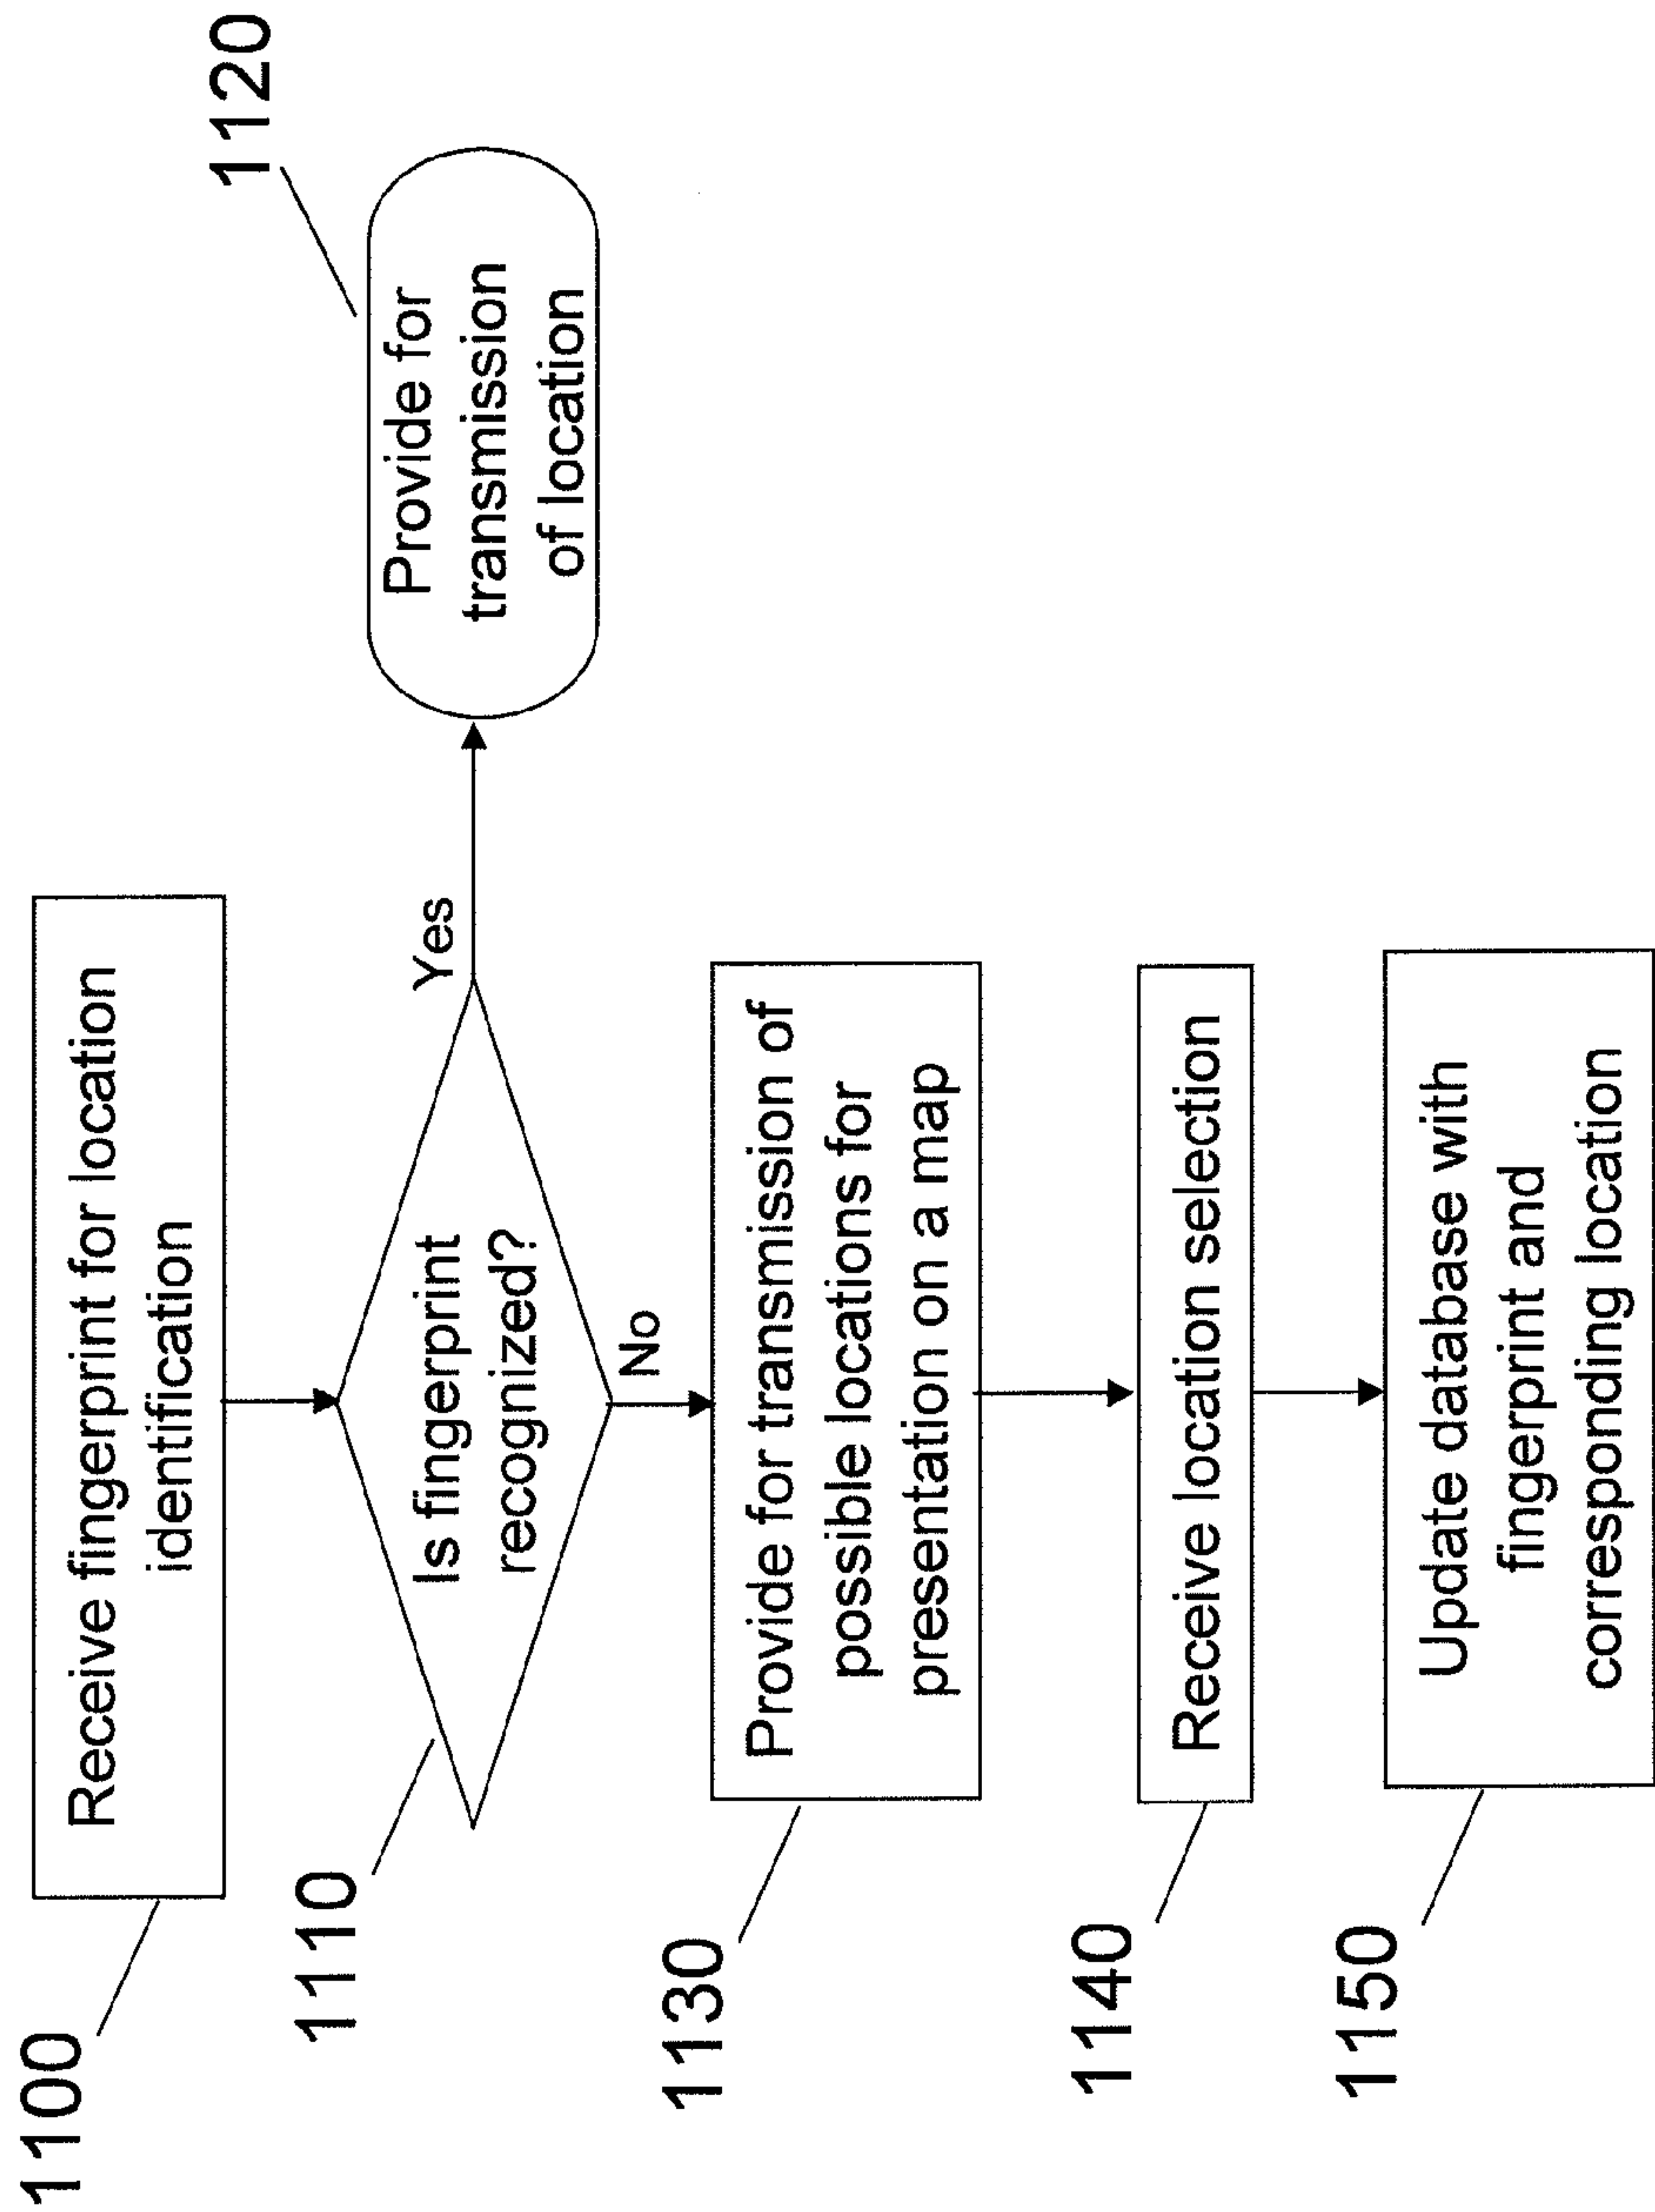 1100
Receive fingerprint for location
identification
1110
Is fingerprint
recognized?
Yes
1120
Provide for
transmission
of location
No
1130
Provide for transmission of
possible locations for
presentation on a map
1140
Receive location selection
1150
Update database with
fingerprint and
corresponding location